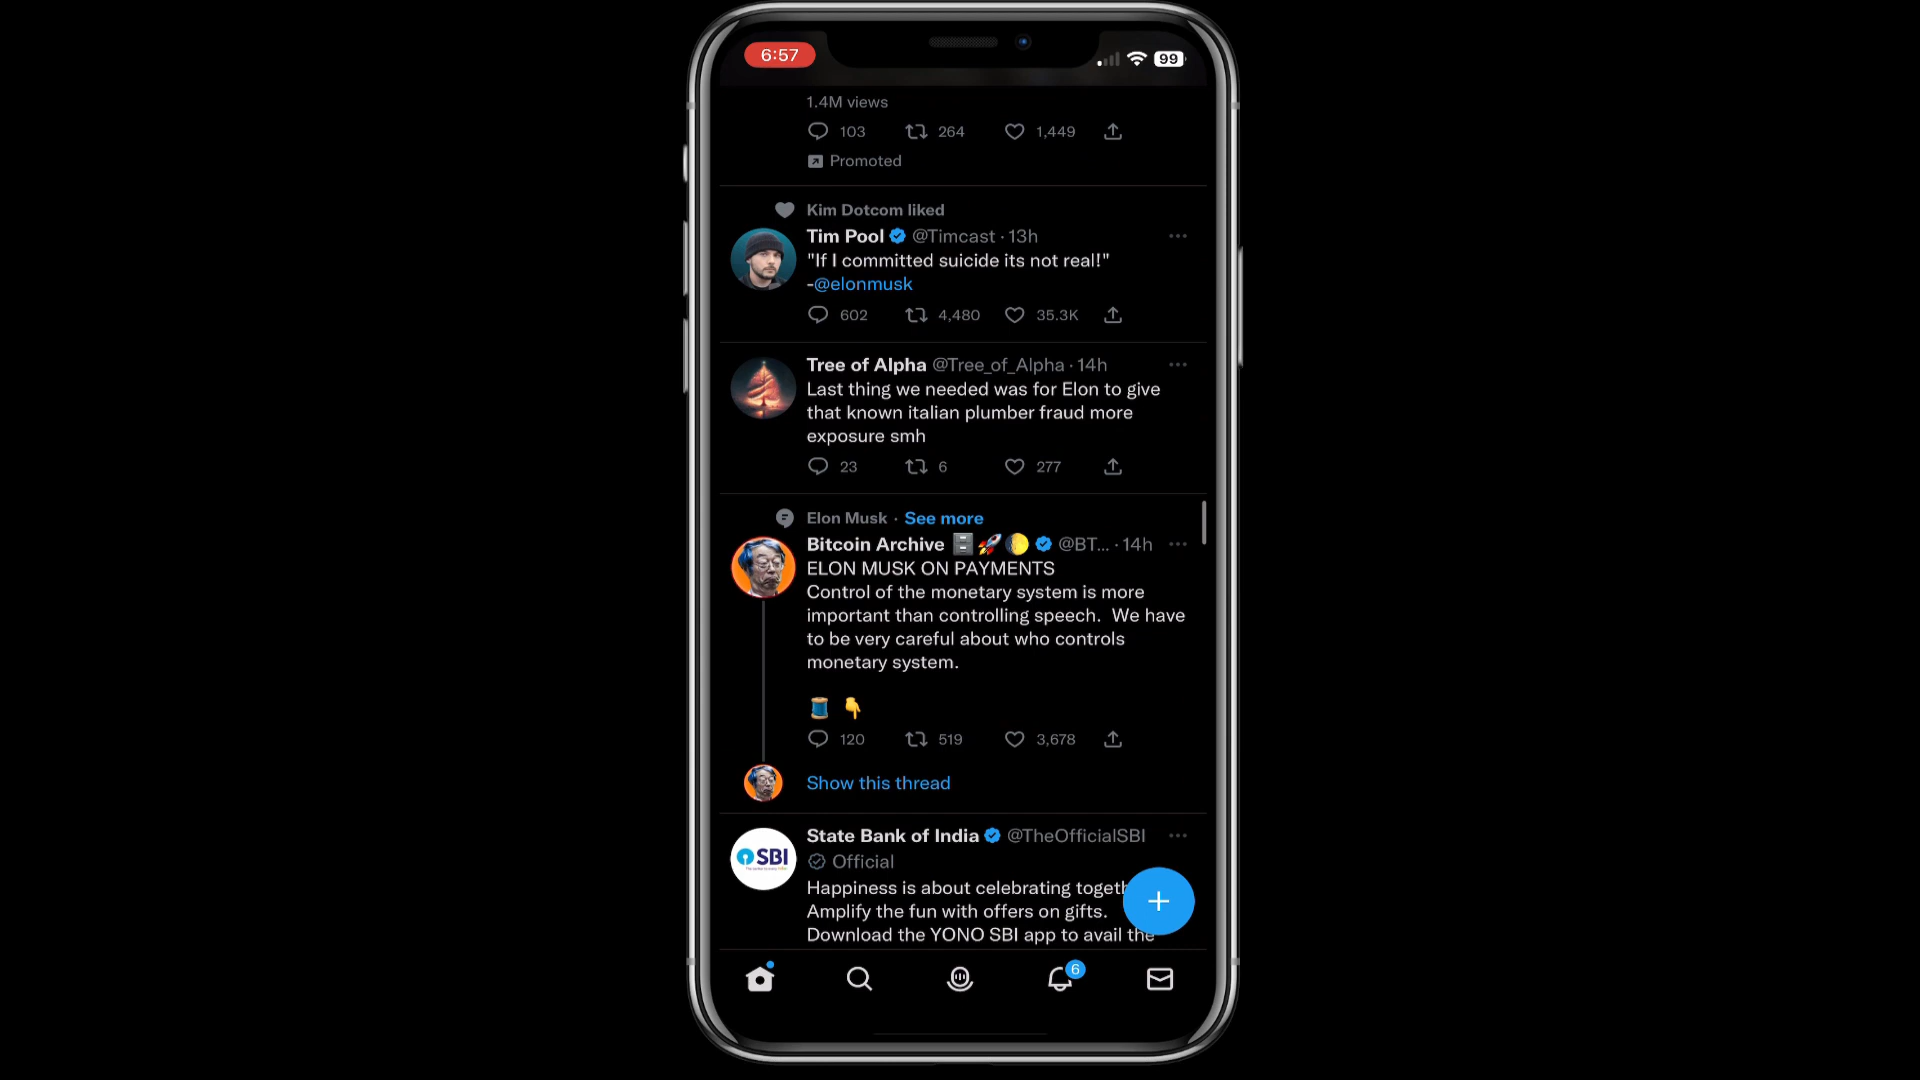 6:57
99
1.4M views
103 264 1,449
Promoted
Kim Dotcom liked
Tim Pool @Timcast · 13h
"If I committed suicide its not real!"
-@elonmusk
602 4,480 35.3K
Tree of Alpha @Tree_of_Alpha · 14h
Last thing we needed was for Elon to give
that known italian plumber fraud more
exposure smh
23 6 277
Elon Musk · See more
Bitcoin Archive @BT... · 14h
ELON MUSK ON PAYMENTS
Control of the monetary system is more
important than controlling speech. We have
to be very careful about who controls
monetary system.
120 519 3,678
Show this thread
State Bank of India @TheOfficialSBI
SBI
Official
Happiness is about celebrating togeth
Amplify the fun with offers on gifts.
Download the YONO SBI app to avail the
6